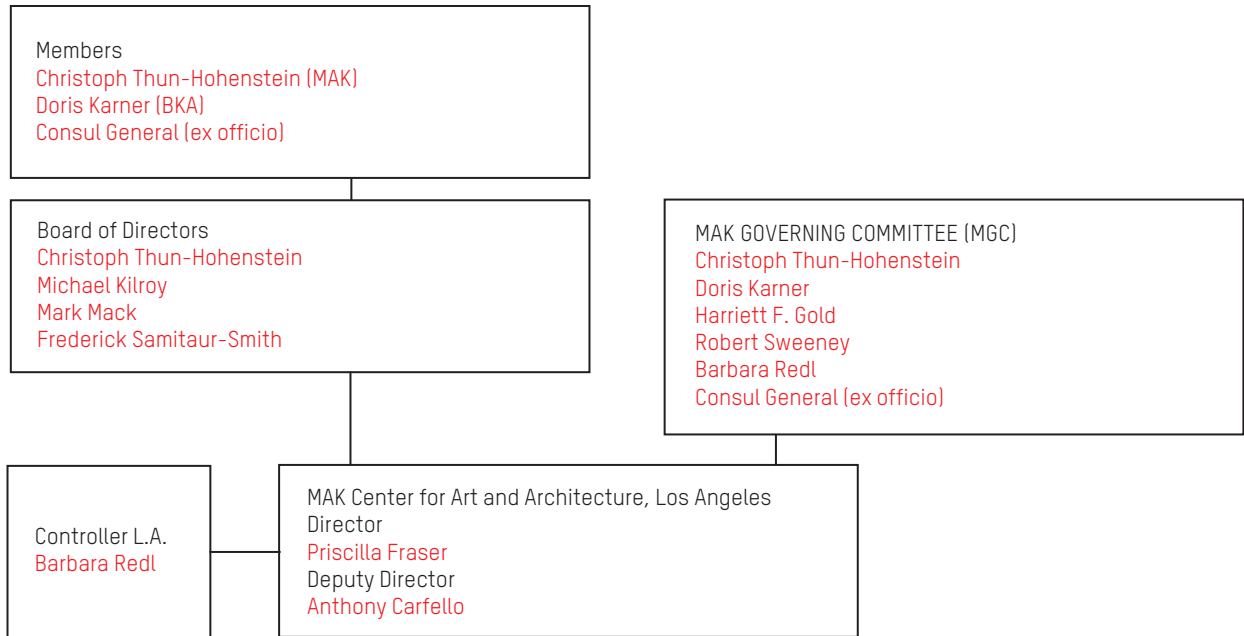 Members
Christoph Thun-Hohenstein (MAK)
Doris Karner (BKA)
Consul General (ex officio)
Board of Directors
Christoph Thun-Hohenstein
Michael Kilroy
Mark Mack
Frederick Samitaur-Smith
MAK GOVERNING COMMITTEE (MGC)
Christoph Thun-Hohenstein
Doris Karner
Harriett F. Gold
Robert Sweeney
Barbara Redl
Consul General (ex officio)
Controller L.A.
Barbara Redl
MAK Center for Art and Architecture, Los Angeles
Director
Priscilla Fraser
Deputy Director
Anthony Carfello